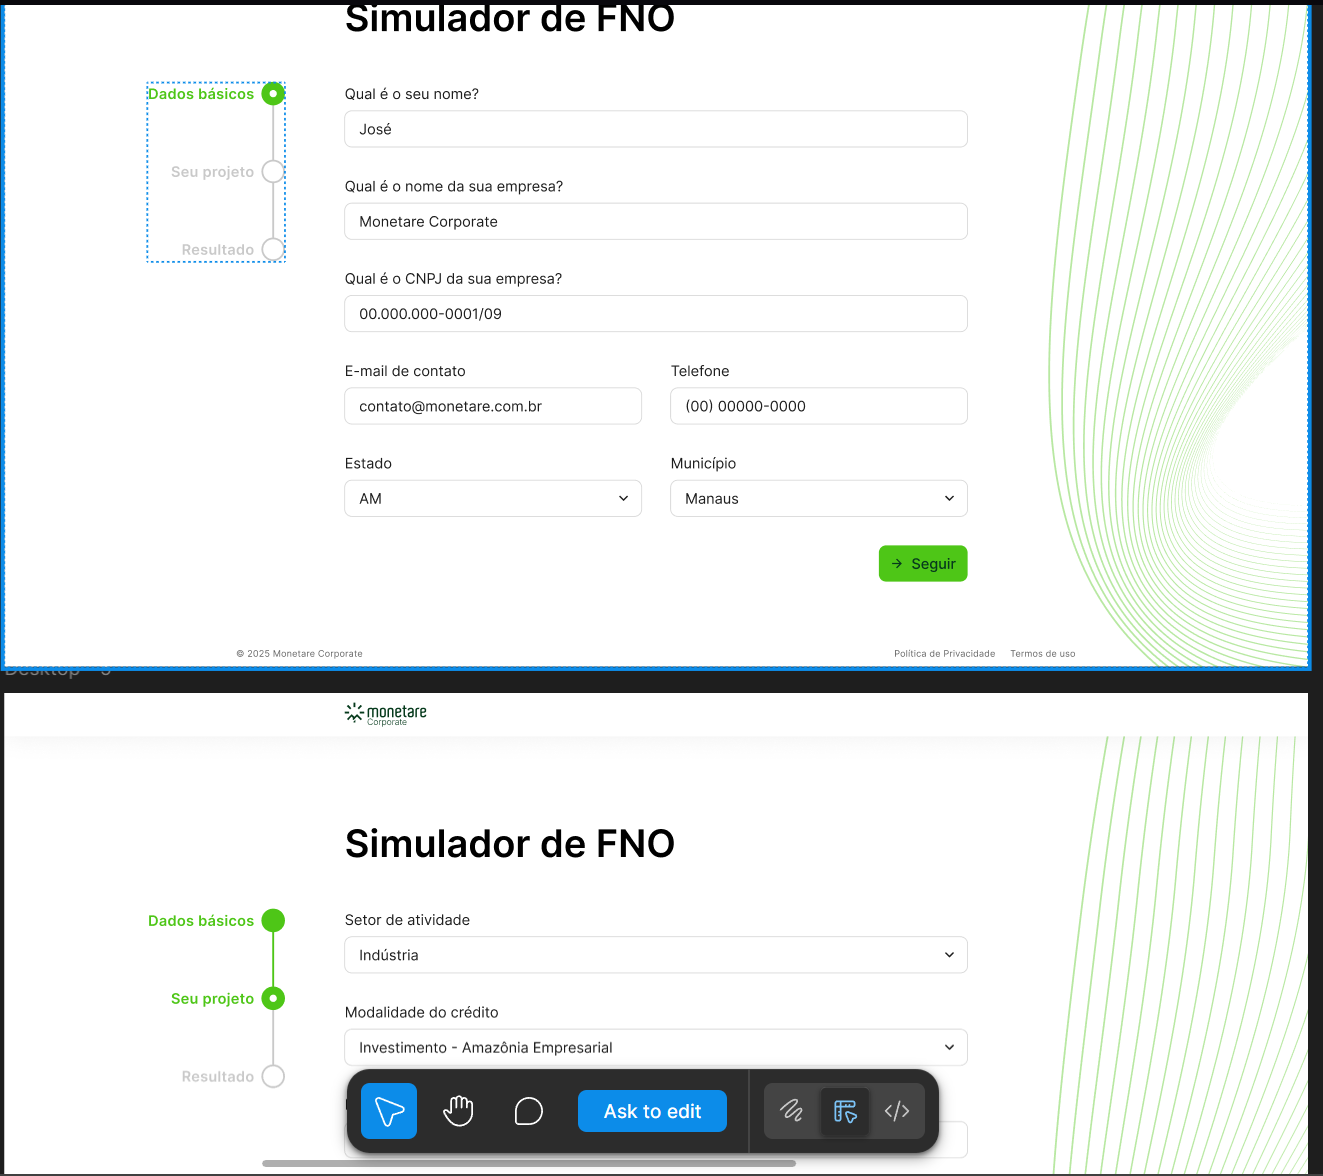 Simulador de FNO
Dados básicos
Seu projeto
Resultado
Qual é o seu nome?
José
Qual é o nome da sua empresa?
Monetare Corporate
Qual é o CNPJ da sua empresa?
00.000.000-0001/09
E-mail de contato
contato@monetare.com.br
Telefone
(00) 00000-0000
Estado
AM
Município
Manaus
Seguir
© 2025 Monetare Corporate
Política de Privacidade
Termos de uso
monetare
Corporate
Simulador de FNO
Dados básicos
Seu projeto
Resultado
Setor de atividade
Indústria
Modalidade do crédito
Investimento - Amazônia Empresarial
Ask to edit